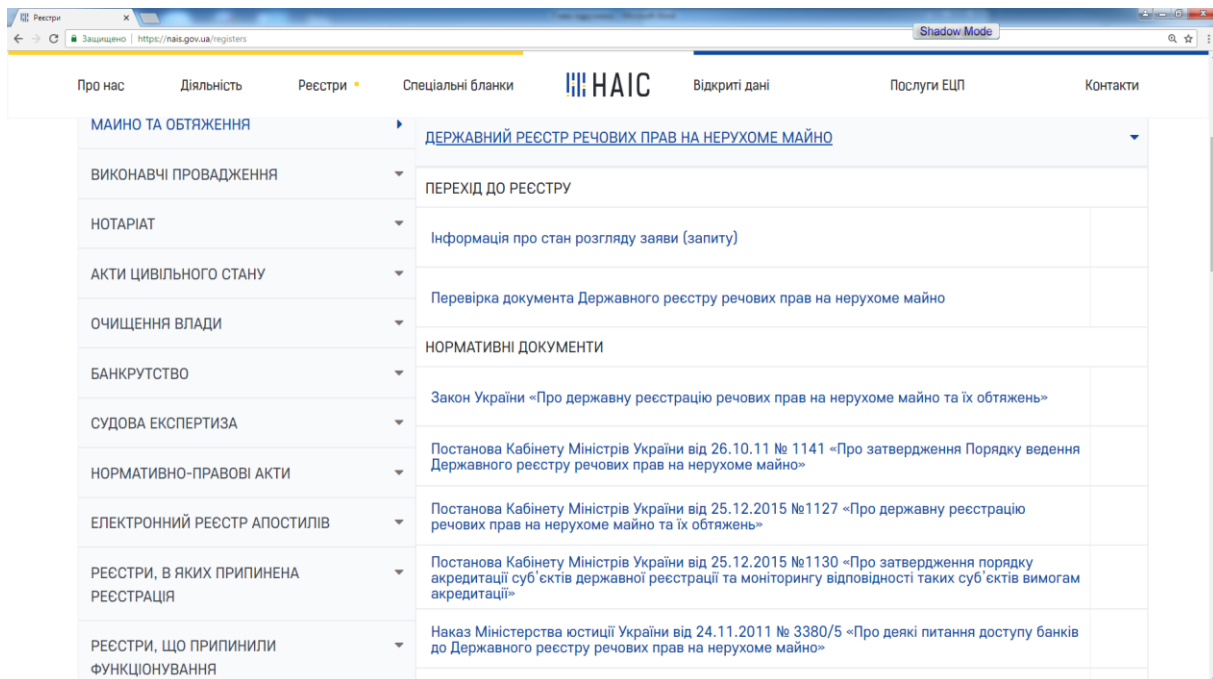 Реєстри
Shadow Mode
Защищено | https://nais.gov.ua/registers
Про нас Діяльність Реєстри Спеціальні бланки НАІС Відкриті дані Послуги ЕЦП Контакти
МАЙНО ТА ОБТЯЖЕННЯ
ВИКОНАВЧІ ПРОВАДЖЕННЯ
НОТАРІАТ
АКТИ ЦИВІЛЬНОГО СТАНУ
ОЧИЩЕННЯ ВЛАДИ
БАНКРУТСТВО
СУДОВА ЕКСПЕРТИЗА
НОРМАТИВНО-ПРАВОВІ АКТИ
ЕЛЕКТРОННИЙ РЕЄСТР АПОСТИЛІВ
РЕЄСТРИ, В ЯКИХ ПРИПИНЕНА
РЕЄСТРАЦІЯ
РЕЄСТРИ, ЩО ПРИПИНИЛИ
ФУНКЦІОНУВАННЯ
ДЕРЖАВНИЙ РЕЄСТР РЕЧОВИХ ПРАВ НА НЕРУХОМЕ МАЙНО
ПЕРЕХІД ДО РЕЄСТРУ
Інформація про стан розгляду заяви (запиту)
Перевірка документа Державного реєстру речових прав на нерухоме майно
НОРМАТИВНІ ДОКУМЕНТИ
Закон України «Про державну реєстрацію речових прав на нерухоме майно та їх обтяжень»
Постанова Кабінету Міністрів України від 26.10.11 № 1141 «Про затвердження Порядку ведення
Державного реєстру речових прав на нерухоме майно»
Постанова Кабінету Міністрів України від 25.12.2015 №1127 «Про державну реєстрацію
речових прав на нерухоме майно та їх обтяжень»
Постанова Кабінету Міністрів України від 25.12.2015 №1130 «Про затвердження порядку
акредитації суб'єктів державної реєстрації та моніторингу відповідності таких суб'єктів вимогам
акредитації»
Наказ Міністерства юстиції України від 24.11.2011 № 3380/5 «Про деякі питання доступу банків
до Державного реєстру речових прав на нерухоме майно»